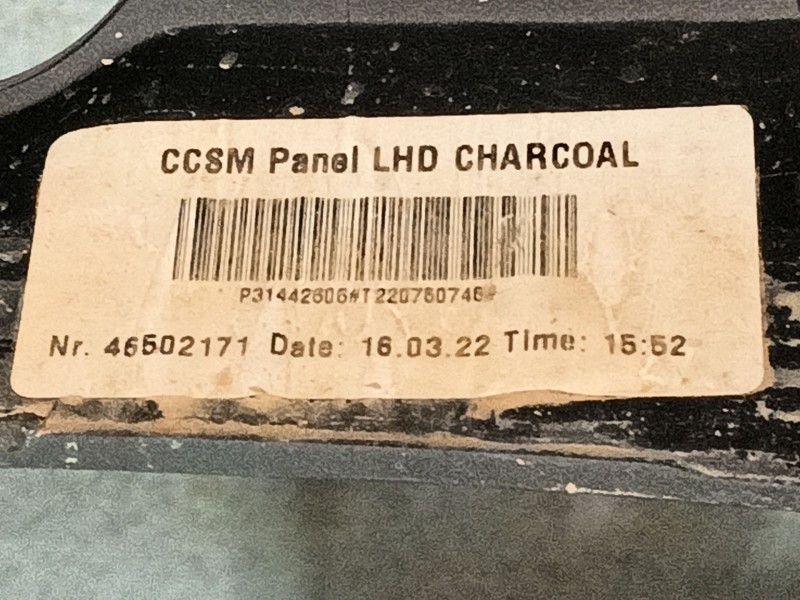 CCSM Panel LHD CHARCOAL
P31442606#T220760746#
Nr. 46502171 Date: 16.03.22 Time: 15:52